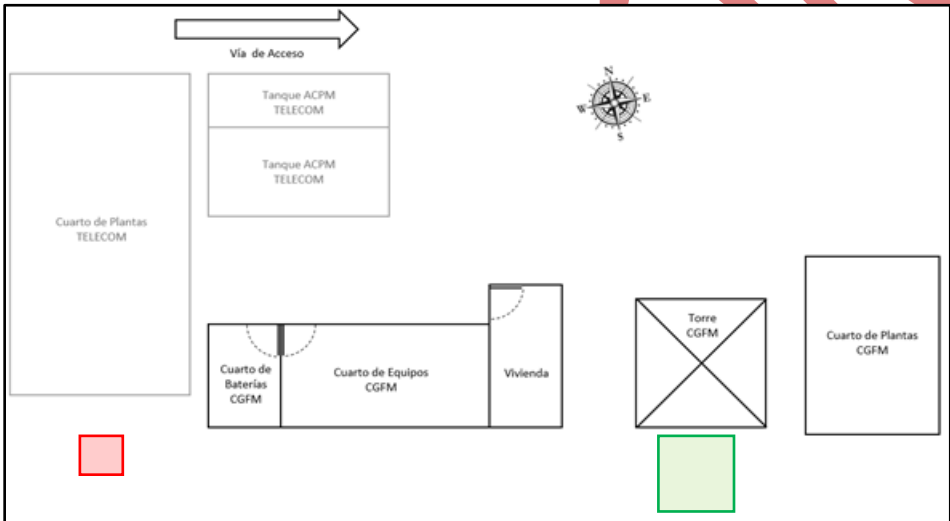 Vía de Acceso
Tanque ACPM
TELECOM
N
W
E
S
Tanque ACPM
TELECOM
Cuarto de Plantas
TELECOM
Torre
CGFM
Cuarto de Plantas
CGFM
Cuarto de
Baterías
CGFM
Cuarto de Equipos
CGFM
Vivienda